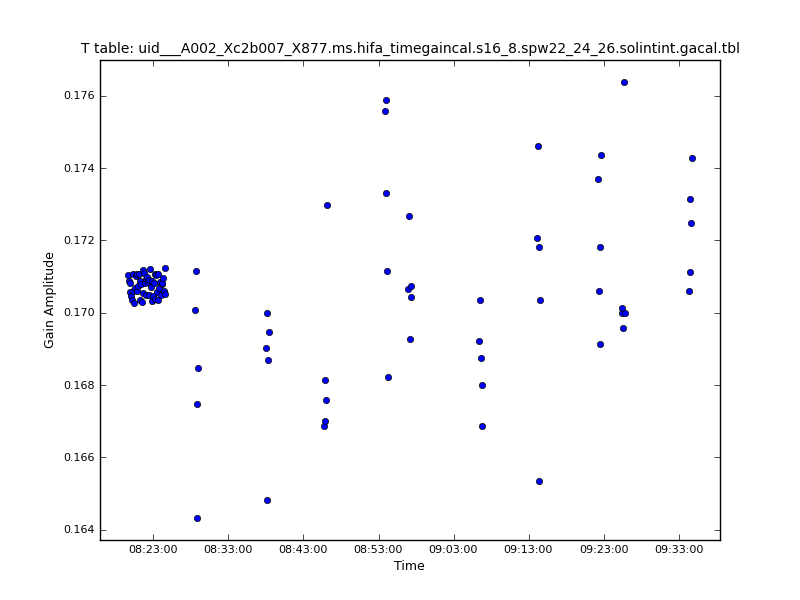 T table: uid___A002_Xc2b007_X877.ms.hifa_timegaincal.s16_8.spw22_24_26.solintint.gacal.tbl
0.176
0.174
0.172
0.170
0.168
0.166
0.164
Gain Amplitude
08:23:00 08:33:00 08:43:00 08:53:00 09:03:00 09:13:00 09:23:00 09:33:00
Time